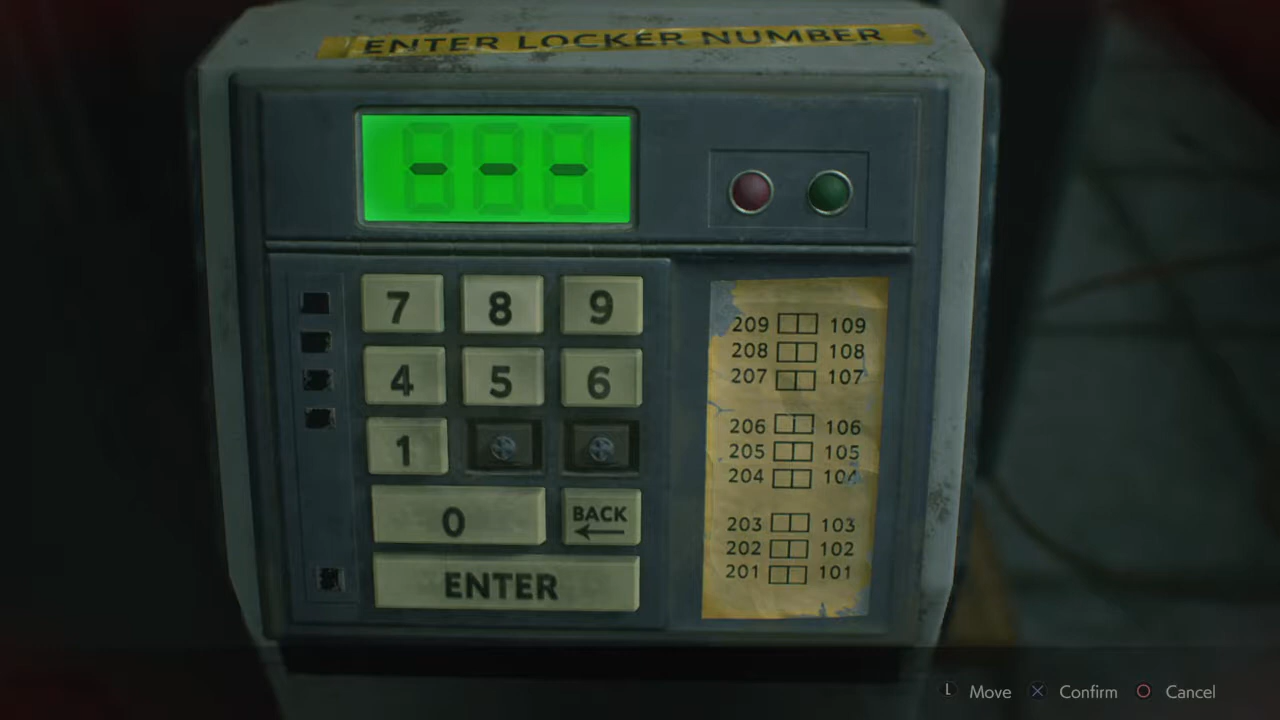 ENTER LOCKER NUMBER
7 8 9
4 5 6
1
0 BACK
ENTER
209 109
208 108
207 107
206 106
205 105
204 104
203 103
202 102
201 101
L Move Confirm Cancel